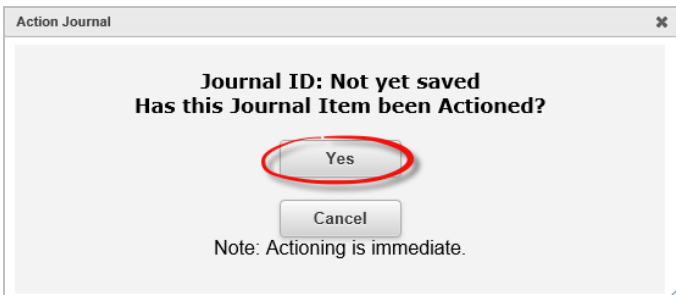 Action Journal
Journal ID: Not yet saved
Has this Journal Item been Actioned?
Yes
Cancel
Note: Actioning is immediate.